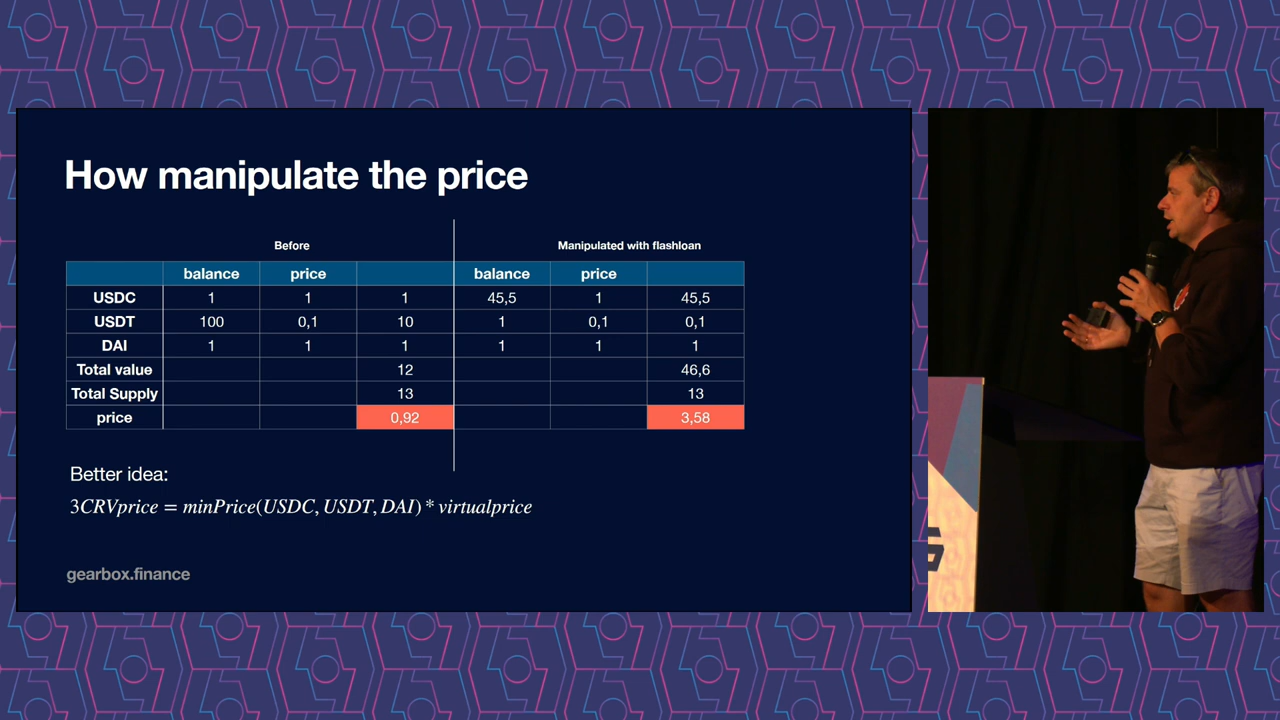 How manipulate the price
Before
Manipulated with flashloan
balance price balance price
USDC 1 1 1 45,5 1 45,5
USDT 100 0,1 10 1 0,1 0,1
DAI 1 1 1 1 1 1
Total value 12 46,6
Total Supply 13 13
price 0,92 3,58
Better idea:
3CRVprice = minPrice(USDC, USDT, DAI) * virtualprice
gearbox.finance